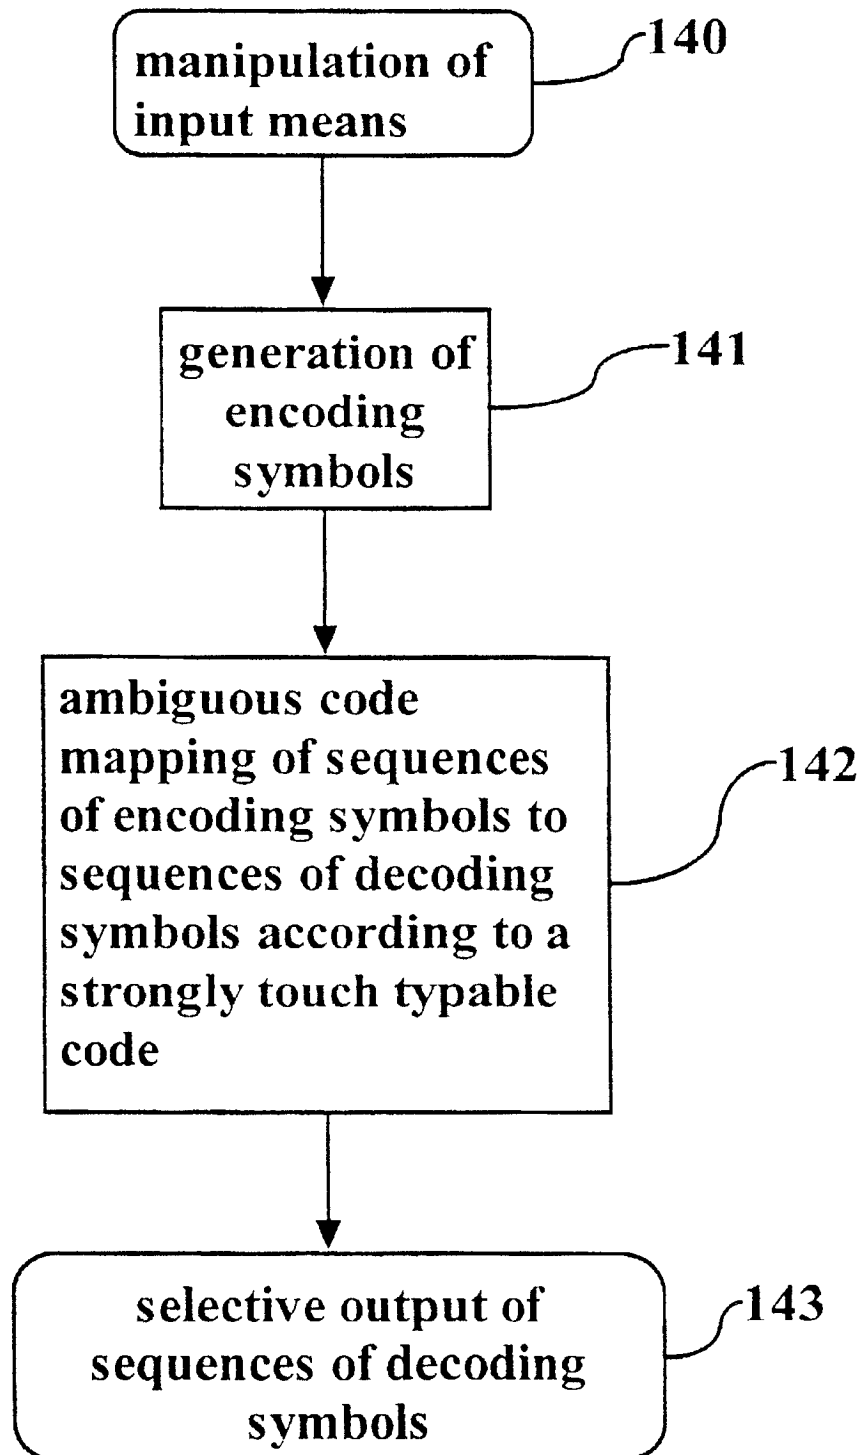 manipulation of
input means
140
generation of
encoding
symbols
141
ambiguous code
mapping of sequences
of encoding symbols to
sequences of decoding
symbols according to a
strongly touch typable
code
142
selective output of
sequences of decoding
symbols
143